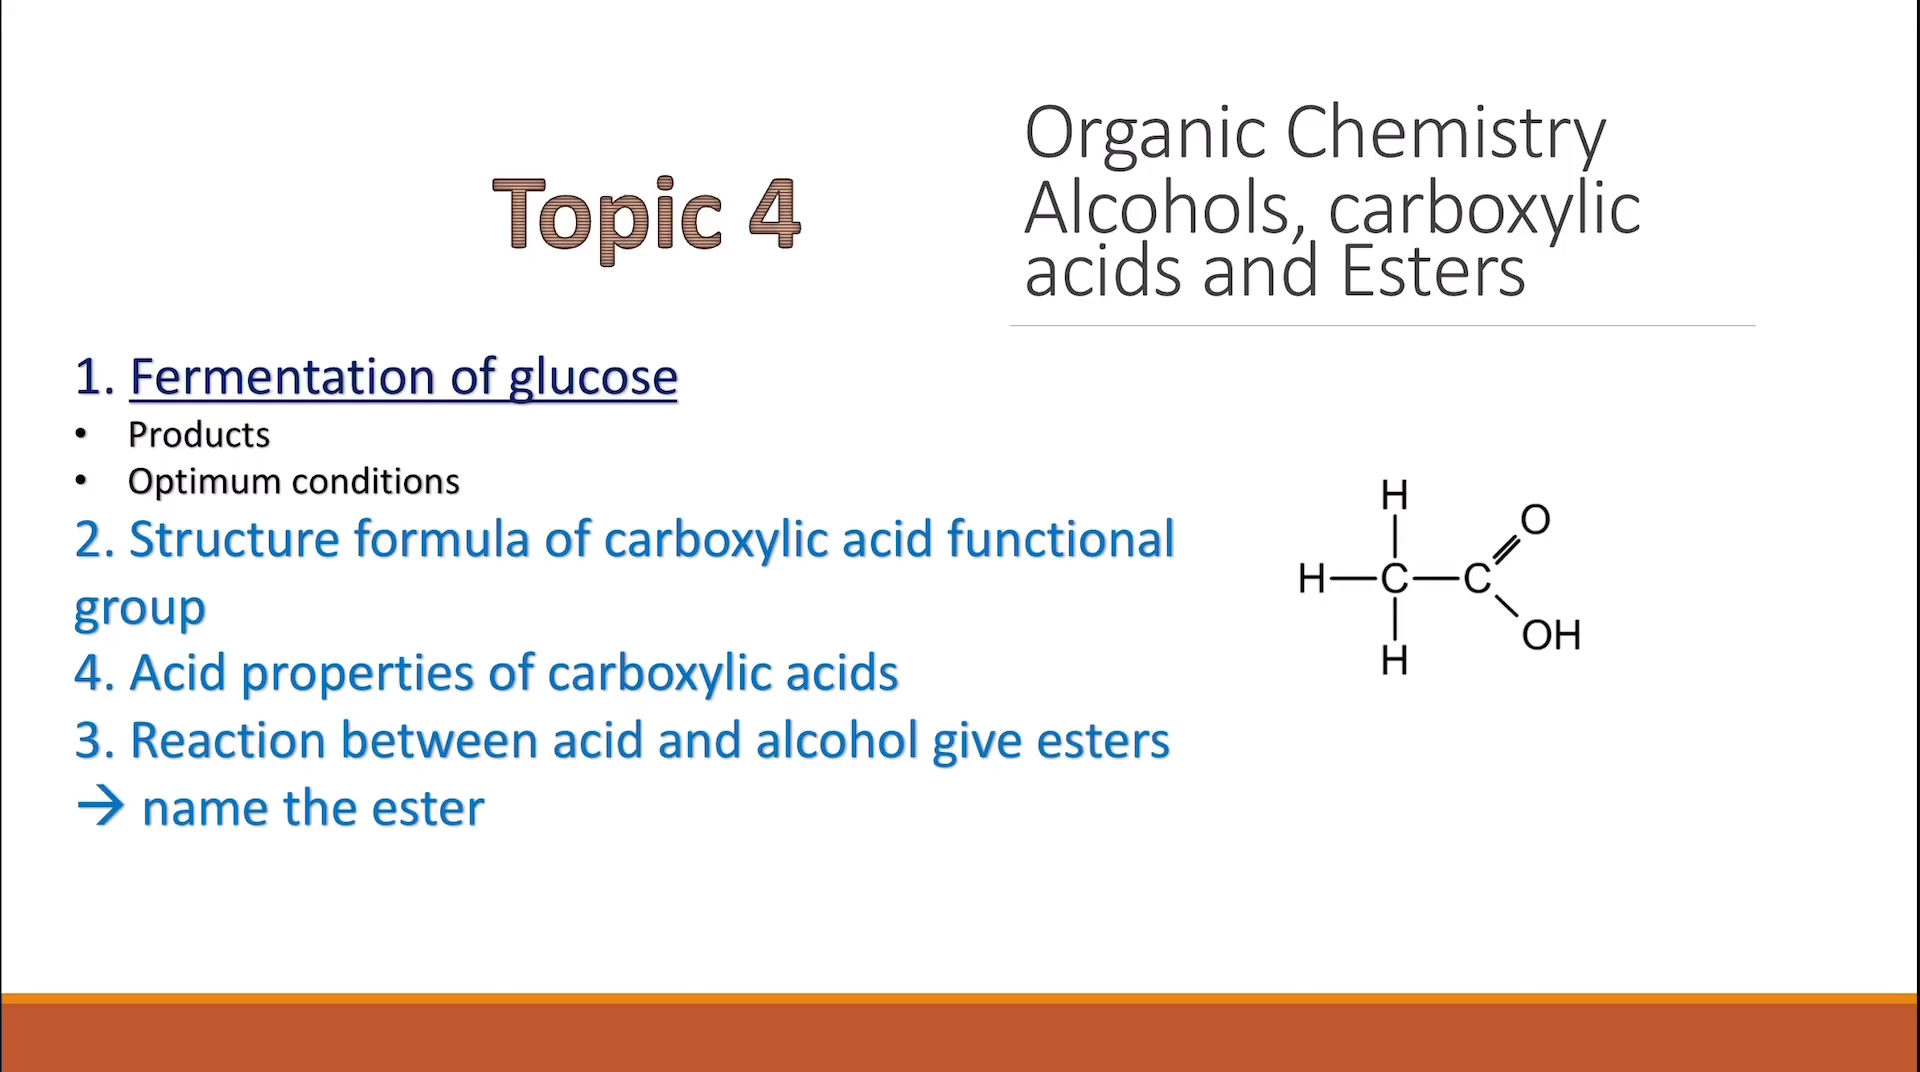 Topic 4
Organic Chemistry
Alcohols, carboxylic
acids and Esters
1. Fermentation of glucose
• Products
• Optimum conditions
2. Structure formula of carboxylic acid functional
group
4. Acid properties of carboxylic acids
3. Reaction between acid and alcohol give esters
→ name the ester
H
O
H C C
OH
H